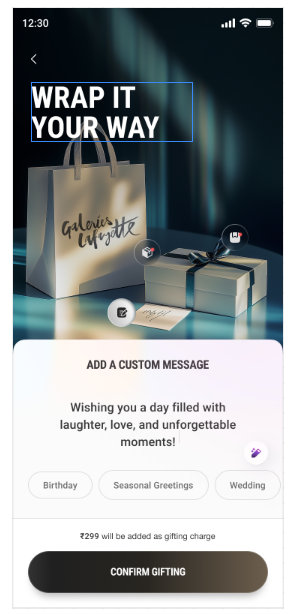 12:30
WRAP IT
YOUR WAY
Galeries
Lafayette
ADD A CUSTOM MESSAGE
Wishing you a day filled with
laughter, love, and unforgettable
moments!
Birthday
Seasonal Greetings
Wedding
₹299 will be added as gifting charge
CONFIRM GIFTING